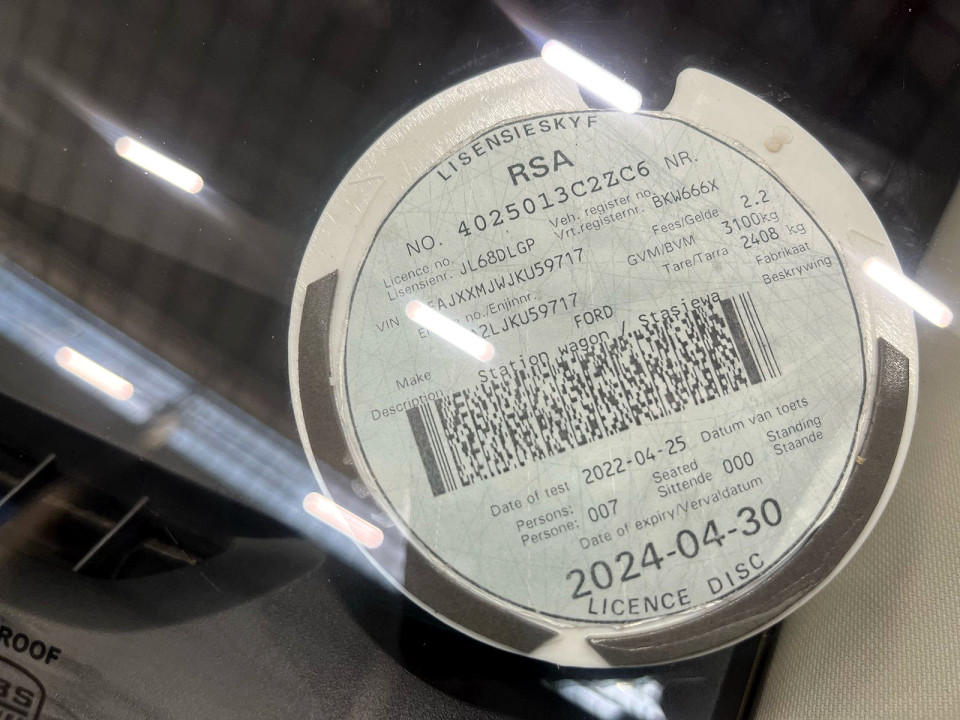 LISENSIESKYF
RSA
NO. 4025013C2ZC6 NR.
Licence no. Lisensienr. JL68DLGP Veh. register no. Vrt.registernr. BKW666X
VIN AJXXMJWJKU59717 Fees/Gelde 2.2
GVM/BVM 3100kg
no./Enjinnr. 2LJKU59717 Tare/Tarra 2408 kg
Make FORD Fabrikaat
Description Station wagon / Stasiewa Beskrywing
Date of test 2022-04-25 Datum van toets
Persons: Persone: 007 Seated Sittende 000 Standing Staande
Date of expiry/Vervaldatum
2024-04-30
LICENCE DISC
ROOF